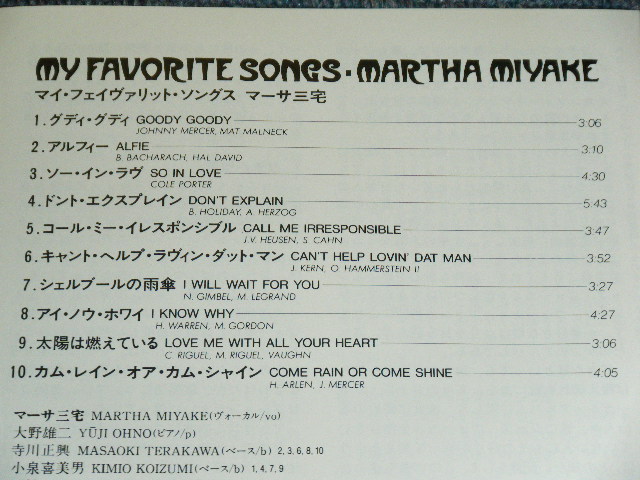 MY FAVORITE SONGS・MARTHA MIYAKE
マイ・フェイヴァリット・ソングス マーサ三宅
1. グディ・グディ GOODY GOODY 3:06
JOHNNY MERCER, MAT MALNECK
2. アルフィー ALFIE 3:10
B. BACHARACH, HAL DAVID
3. ソー・イン・ラヴ SO IN LOVE 4:30
COLE PORTER
4. ドント・エクスプレイン DON'T EXPLAIN 5:43
B. HOLIDAY, A. HERZOG
5. コール・ミー・イレスポンシブル CALL ME IRRESPONSIBLE 3:47
J.V. HEUSEN, S. CAHN
6. キャント・ヘルプ・ラヴィン・ダット・マン CAN'T HELP LOVIN' DAT MAN 3:52
J. KERN, O. HAMMERSTEIN II
7. シェルブールの雨傘 I WILL WAIT FOR YOU 3:27
N. GIMBEL, M. LEGRAND
8. アイ・ノウ・ホワイ I KNOW WHY 4:27
H. WARREN, M. GORDON
9. 太陽は燃えている LOVE ME WITH ALL YOUR HEART 3:06
C. RIGUEL, M. RIGUEL, VAUGHN
10. カム・レイン・オア・カム・シャイン COME RAIN OR COME SHINE 4:05
H. ARLEN, J. MERCER
マーサ三宅 MARTHA MIYAKE(ヴォーカル/vo)
大野雄二 YŪJI OHNO(ピアノ/p)
寺川正興 MASAOKI TERAKAWA(ベース/b) 2, 3, 6, 8, 10
小泉喜美男 KIMIO KOIZUMI(ベース/b) 1, 4, 7, 9